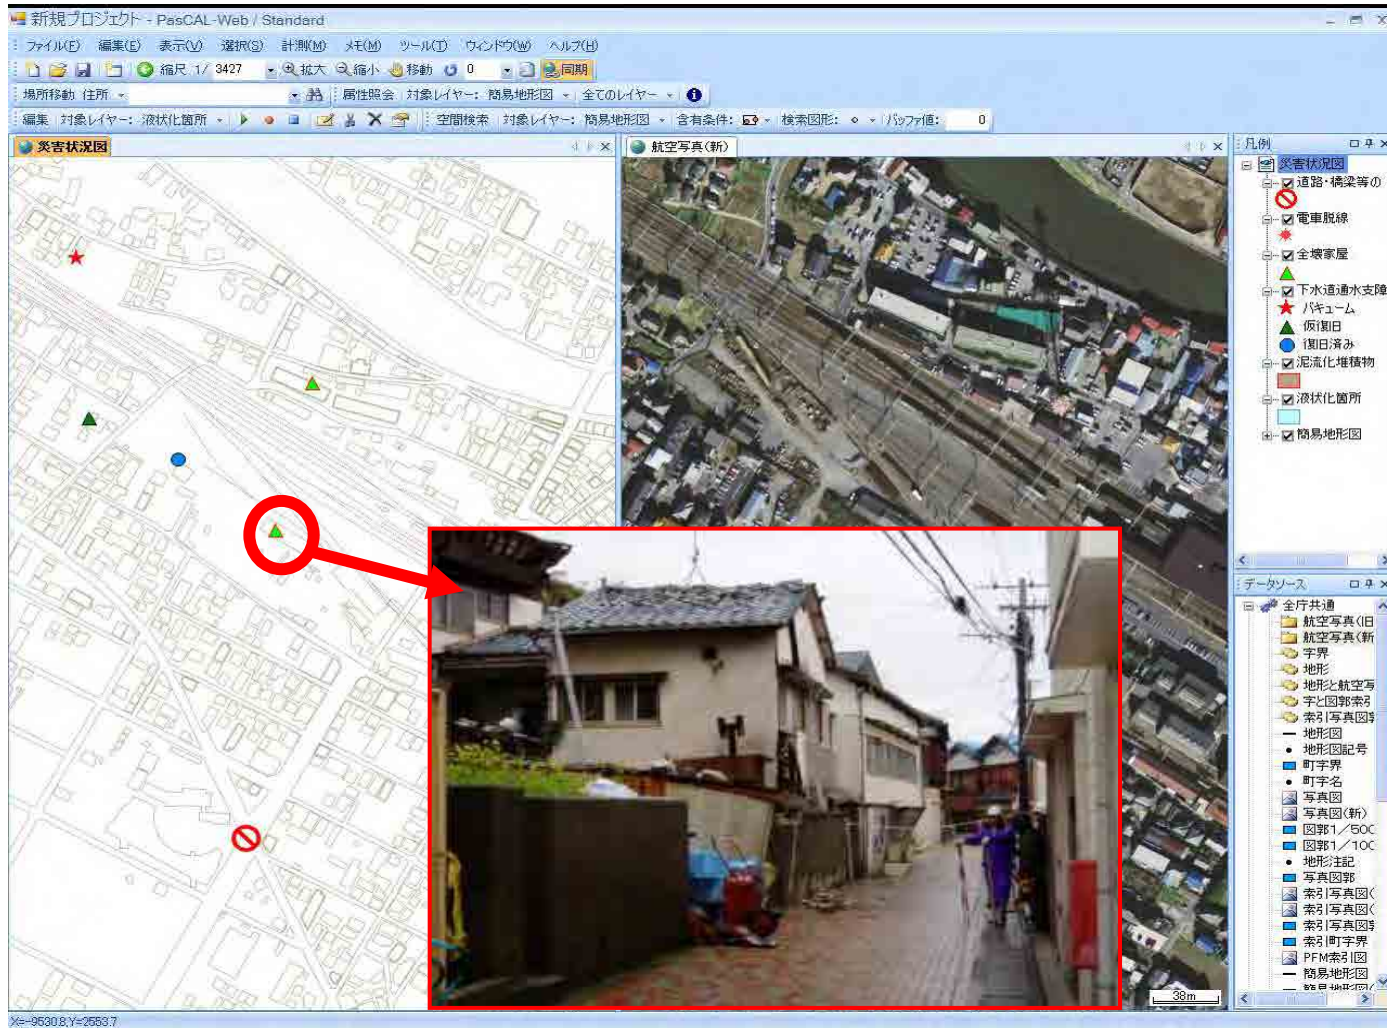 新規プロジェクト - PasCAL-Web / Standard
ファイル(F) 編集(E) 表示(V) 選択(S) 計測(M) メモ(M) ツール(T) ウィンドウ(W) ヘルプ(H)
縮尺 1/ 3427 拡大 縮小 移動 0 同期
場所移動 住所 属性照会 対象レイヤー: 簡易地形図 全てのレイヤー
編集 対象レイヤー: 液状化箇所 空間検索 対象レイヤー: 簡易地形図 含有条件: 検索図形: バッファ値: 0
災害状況図
航空写真(新)
38m
凡例
災害状況図
道路・橋梁等の
電車脱線
全壊家屋
下水道通水支障
バキューム
仮復旧
復旧済み
泥流化堆積物
液状化箇所
簡易地形図
データソース
全庁共通
航空写真(旧
航空写真(新
字界
地形
地形と航空写
字と図郭索引
索引写真図郭
地形図
地形図記号
町字界
町字名
写真図
写真図(新)
図郭1/500
図郭1/100
地形注記
写真図郭
索引写真図(
索引写真図(
索引写真図郭
索引町字界
PFM索引図
簡易地形図
簡易地形図(
X=-9530.8,Y=2553.7